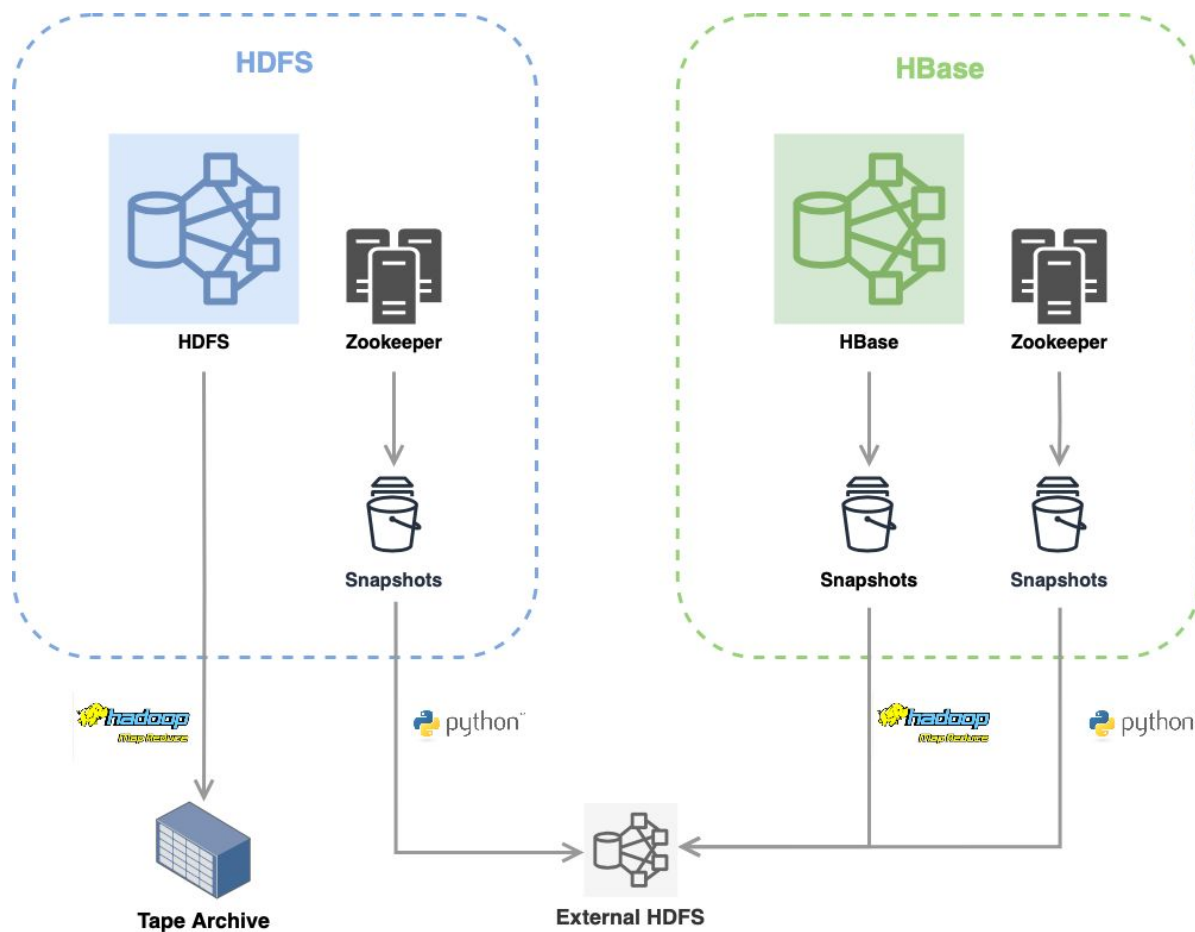 HDFS
HBase
HDFS
Zookeeper
HBase
Zookeeper
Snapshots
Snapshots
Snapshots
hadoop
Map Reduce
python™
hadoop
Map Reduce
python
Tape Archive
External HDFS